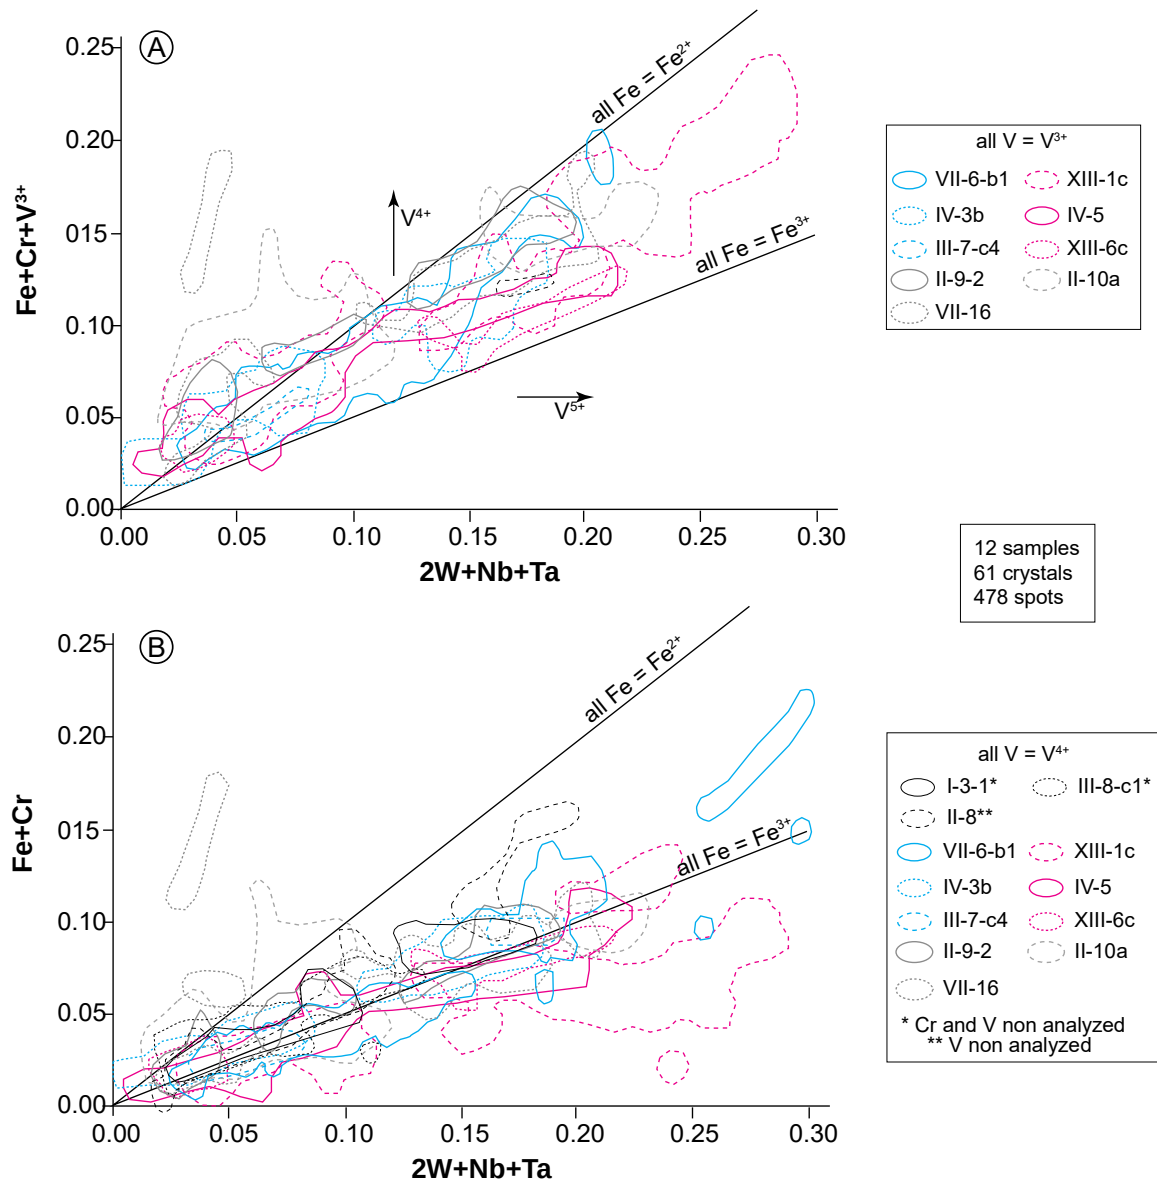 A
0.25
0.20
0.15
0.10
0.05
0.00
Fe+Cr+V³⁺
0.00 0.05 0.10 0.15 0.20 0.25 0.30
2W+Nb+Ta
all Fe = Fe²⁺
all Fe = Fe³⁺
V⁴⁺
V⁵⁺
all V = V³⁺
VII-6-b1 XIII-1c
IV-3b IV-5
III-7-c4 XIII-6c
II-9-2 II-10a
VII-16
12 samples
61 crystals
478 spots
B
0.25
0.20
015
0.10
0.05
0.00
Fe+Cr
0.00 0.05 0.10 0.15 0.20 0.25 0.30
2W+Nb+Ta
all Fe = Fe²⁺
all Fe = Fe³⁺
all V = V⁴⁺
I-3-1* III-8-c1*
II-8**
VII-6-b1 XIII-1c
IV-3b IV-5
III-7-c4 XIII-6c
II-9-2 II-10a
VII-16
* Cr and V non analyzed
** V non analyzed